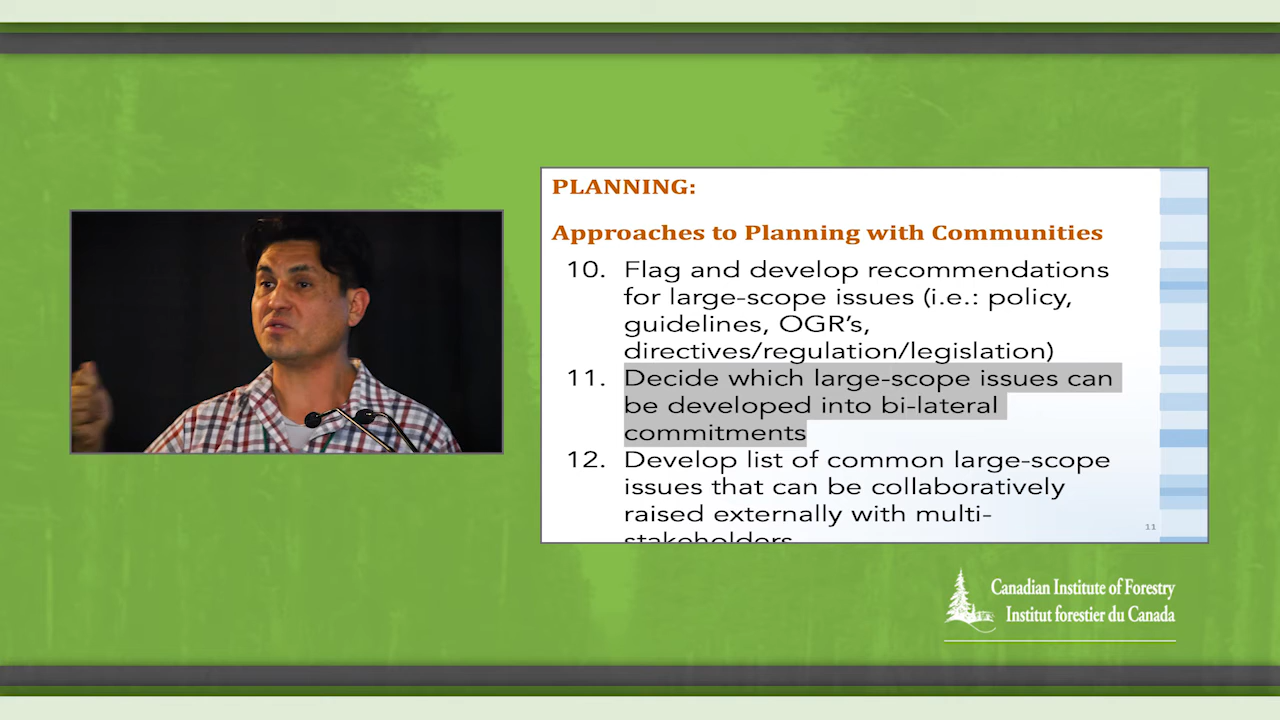 PLANNING:
Approaches to Planning with Communities
10. Flag and develop recommendations
for large-scope issues (i.e.: policy,
guidelines, OGR’s,
directives/regulation/legislation)
11. Decide which large-scope issues can
be developed into bi-lateral
commitments
12. Develop list of common large-scope
issues that can be collaboratively
raised externally with multi-
stakeholders
11
Canadian Institute of Forestry
Institut forestier du Canada